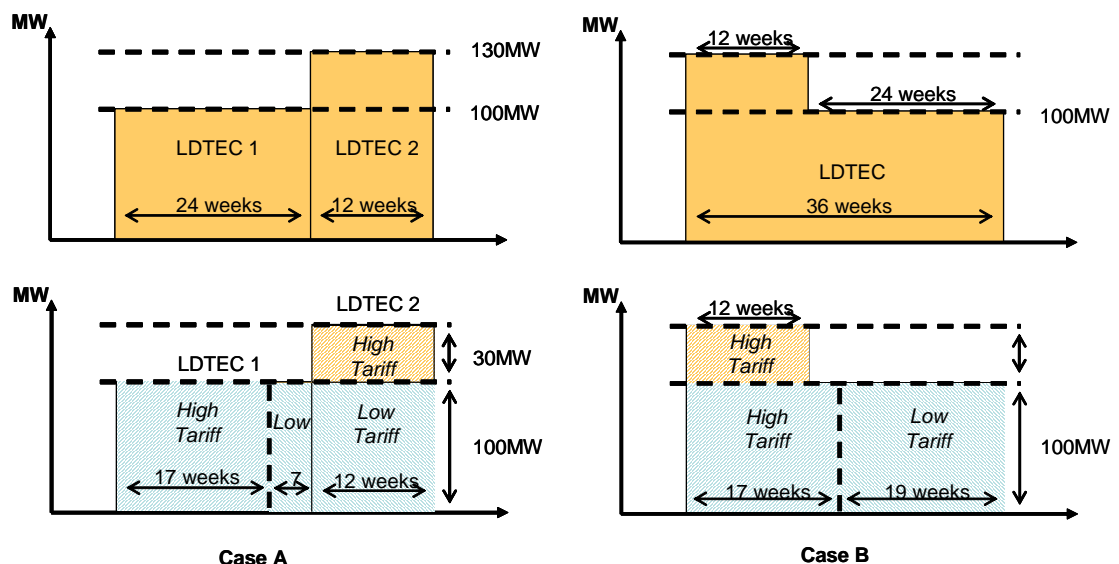 MW
130MW
100MW
LDTEC 1
LDTEC 2
24 weeks
12 weeks
12 weeks
24 weeks
100MW
LDTEC
36 weeks
MW
LDTEC 2
LDTEC 1
High
Tariff
30MW
High
Tariff
Low
Low
Tariff
100MW
17 weeks
7
12 weeks
Case A
MW
12 weeks
High
Tariff
High
Tariff
Low
Tariff
100MW
17 weeks
19 weeks
Case B